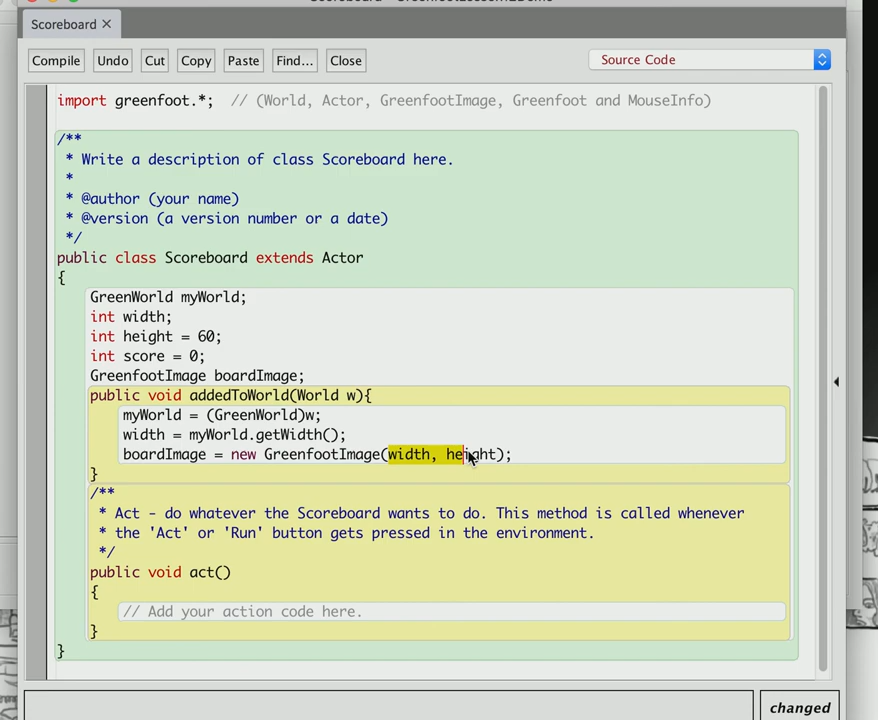 Scoreboard ✕
Compile Undo Cut Copy Paste Find... Close Source Code
import greenfoot.*;  // (World, Actor, GreenfootImage, Greenfoot and MouseInfo)
/**
 * Write a description of class Scoreboard here.
 *
 * @author (your name)
 * @version (a version number or a date)
 */
public class Scoreboard extends Actor
{
GreenWorld myWorld;
int width;
int height = 60;
int score = 0;
GreenfootImage boardImage;
public void addedToWorld(World w){
myWorld = (GreenWorld)w;
width = myWorld.getWidth();
boardImage = new GreenfootImage(width, height);
}
/**
 * Act - do whatever the Scoreboard wants to do. This method is called whenever
 * the 'Act' or 'Run' button gets pressed in the environment.
 */
public void act()
{
// Add your action code here.
}
}
changed